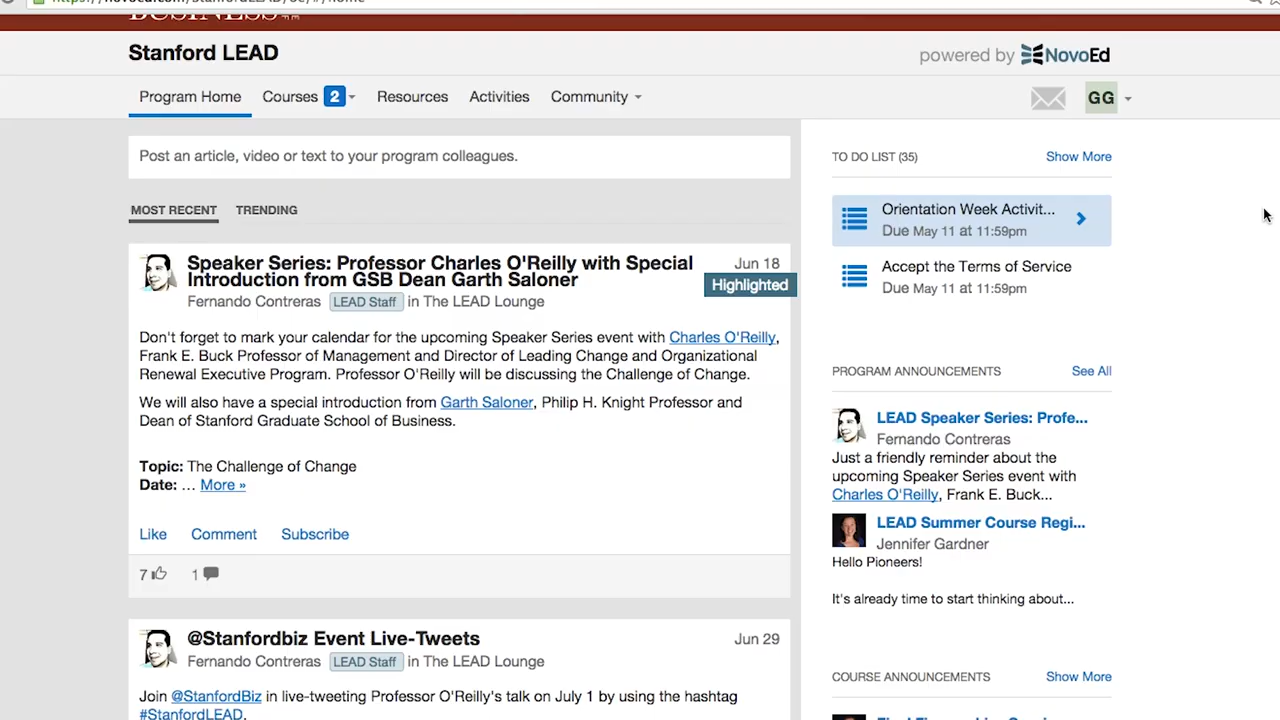 Stanford LEAD
powered by NovoEd
Program Home Courses 2 Resources Activities Community
GG
Post an article, video or text to your program colleagues.
MOST RECENT TRENDING
Speaker Series: Professor Charles O'Reilly with Special
Introduction from GSB Dean Garth Saloner
Jun 18
Highlighted
Fernando Contreras LEAD Staff in The LEAD Lounge
Don't forget to mark your calendar for the upcoming Speaker Series event with Charles O'Reilly,
Frank E. Buck Professor of Management and Director of Leading Change and Organizational
Renewal Executive Program. Professor O'Reilly will be discussing the Challenge of Change.
We will also have a special introduction from Garth Saloner, Philip H. Knight Professor and
Dean of Stanford Graduate School of Business.
Topic: The Challenge of Change
Date: ... More »
Like Comment Subscribe
7 1
@Stanfordbiz Event Live-Tweets
Jun 29
Fernando Contreras LEAD Staff in The LEAD Lounge
Join @StanfordBiz in live-tweeting Professor O'Reilly's talk on July 1 by using the hashtag
#StanfordLEAD.
TO DO LIST (35) Show More
Orientation Week Activit...
Due May 11 at 11:59pm
Accept the Terms of Service
Due May 11 at 11:59pm
PROGRAM ANNOUNCEMENTS See All
LEAD Speaker Series: Profe...
Fernando Contreras
Just a friendly reminder about the
upcoming Speaker Series event with
Charles O'Reilly, Frank E. Buck...
LEAD Summer Course Regi...
Jennifer Gardner
Hello Pioneers!
It's already time to start thinking about...
COURSE ANNOUNCEMENTS Show More